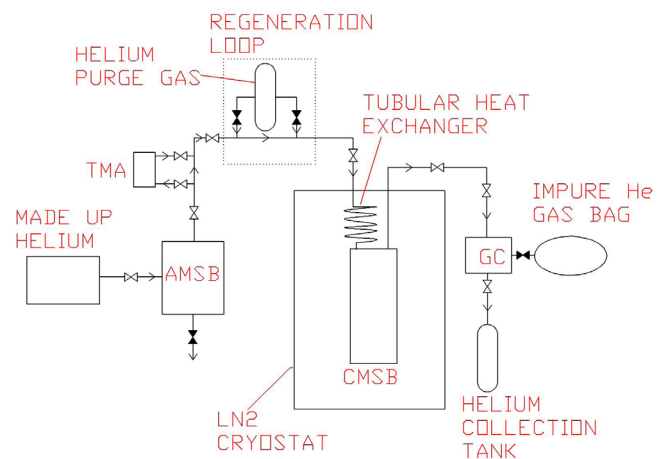 REGENERATION
LOOP
HELIUM
PURGE GAS
TUBULAR HEAT
EXCHANGER
TMA
IMPURE He
GAS BAG
MADE UP
HELIUM
AMSB
GC
CMSB
LN2
CRYOSTAT
HELIUM
COLLECTION
TANK